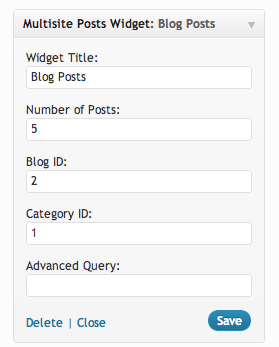 Multisite Posts Widget: Blog Posts
Widget Title:
Blog Posts
Number of Posts:
5
Blog ID:
2
Category ID:
1
Advanced Query:
Delete | Close
Save